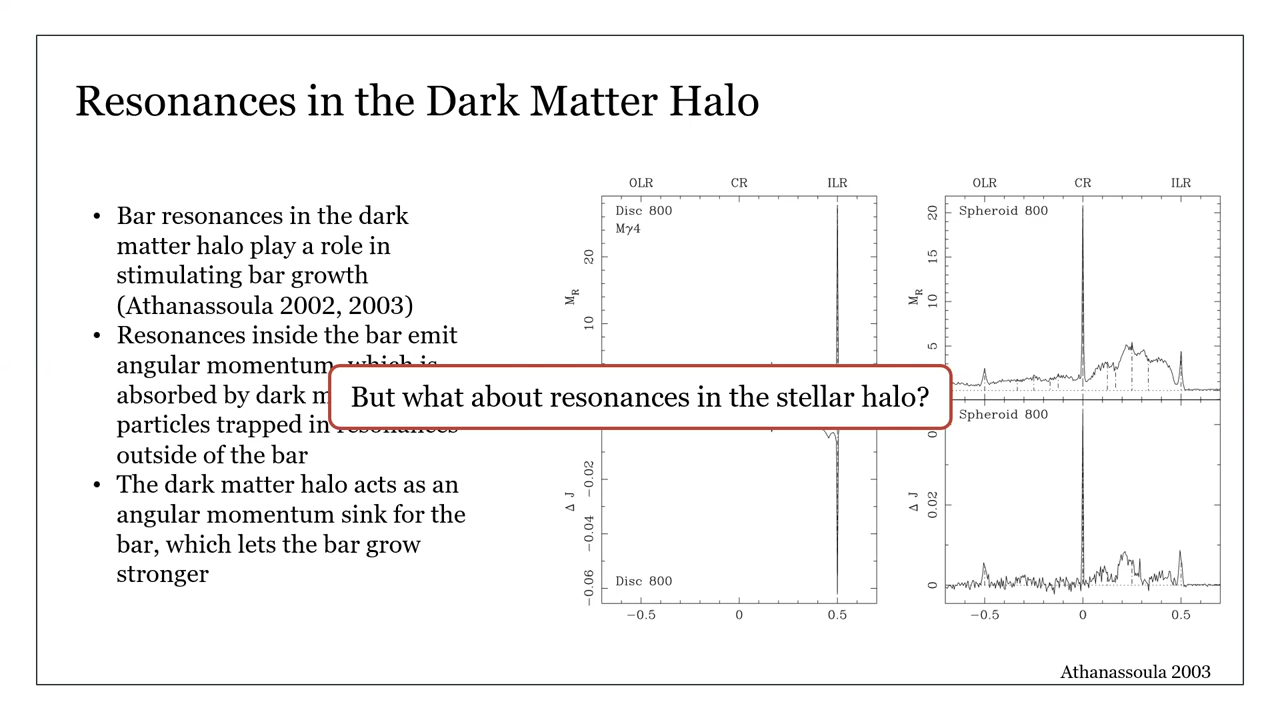 Resonances in the Dark Matter Halo
• Bar resonances in the dark
matter halo play a role in
stimulating bar growth
(Athanassoula 2002, 2003)
• Resonances inside the bar emit
angular momentum, which is
absorbed by dark m
particles trapped in resonances
outside of the bar
• The dark matter halo acts as an
angular momentum sink for the
bar, which lets the bar grow
stronger
But what about resonances in the stellar halo?
OLR CR ILR
Disc 800
Mγ4
20
10
M_R
−0.02
−0.04
−0.06
Δ J
Disc 800
−0.5 0 0.5
OLR CR ILR
Spheroid 800
20
15
10
5
M_R
Spheroid 800
0.02
0
Δ J
−0.5 0 0.5
Athanassoula 2003